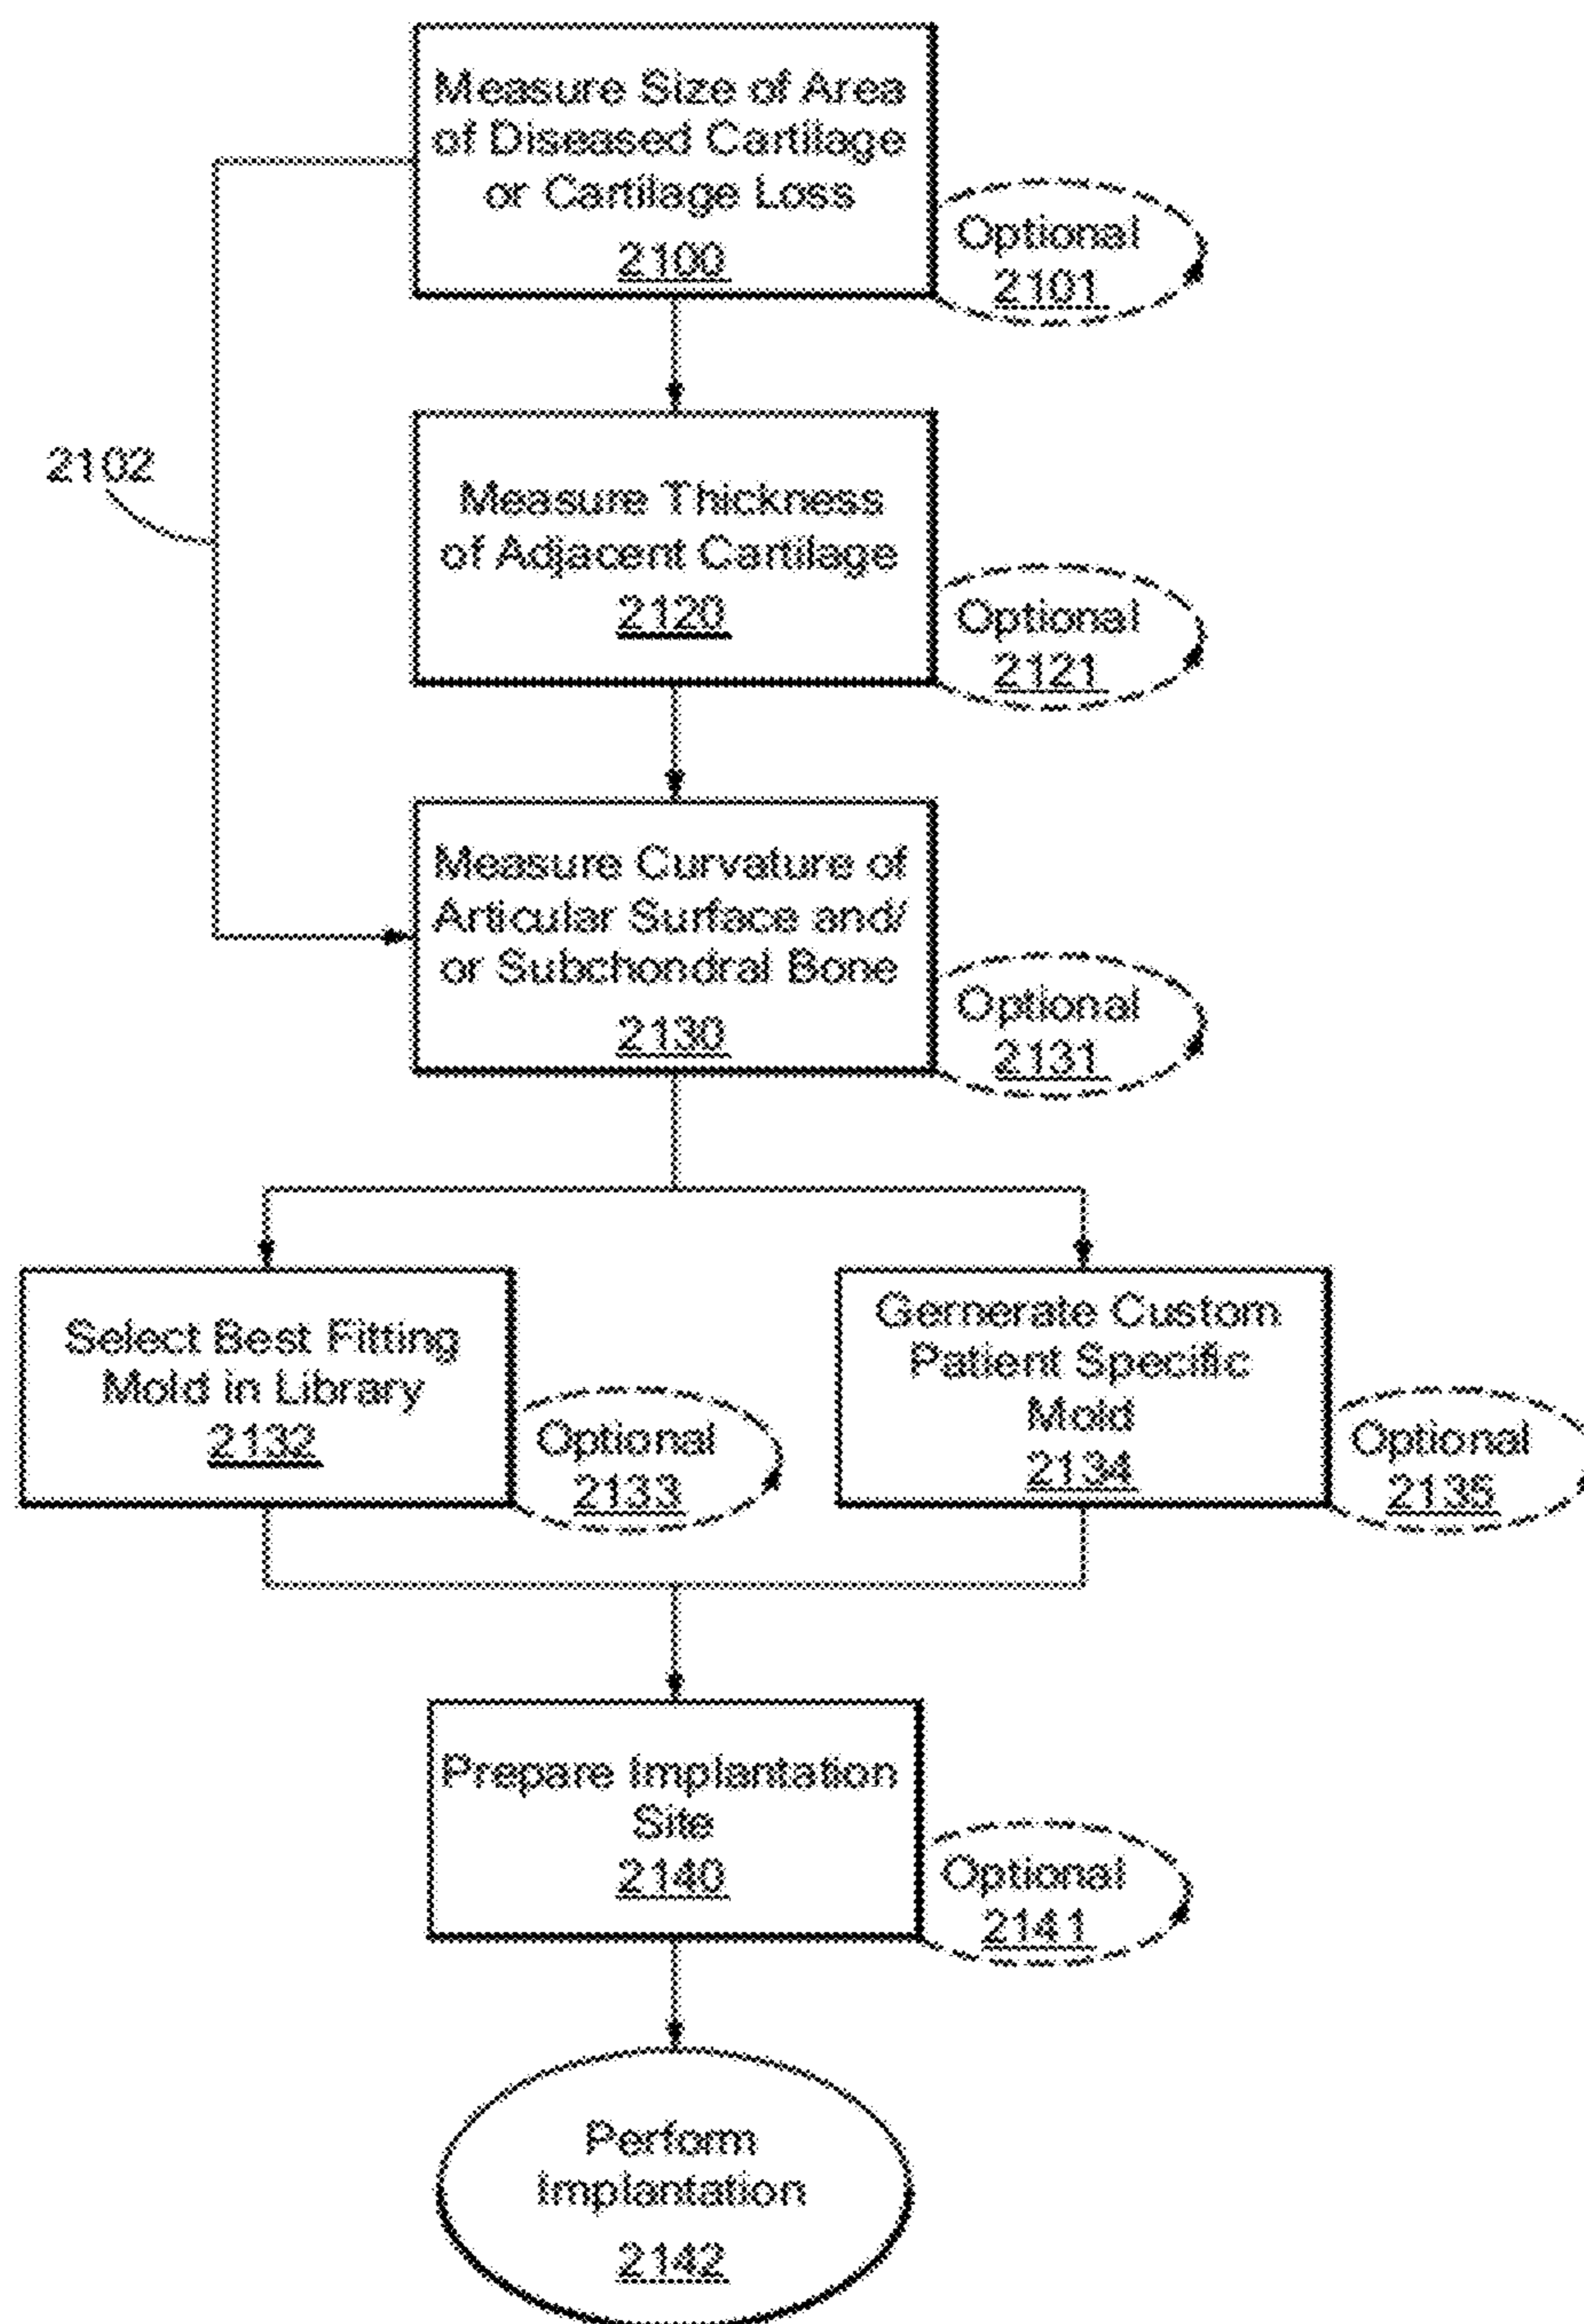 Measure Size of Area
of Diseased Cartilage
or Cartilage Loss
2100
Optional
2101
2102
Measure Thickness
of Adjacent Cartilage
2120
Optional
2121
Measure Curvature of
Articular Surface and/
or Subchondral Bone
2130
Optional
2131
Select Best Fitting
Mold in Library
2132
Optional
2133
Gernerate Custom
Patient Specific
Mold
2134
Optional
2135
Prepare Implantation
Site
2140
Optional
2141
Perform
Implantation
2142